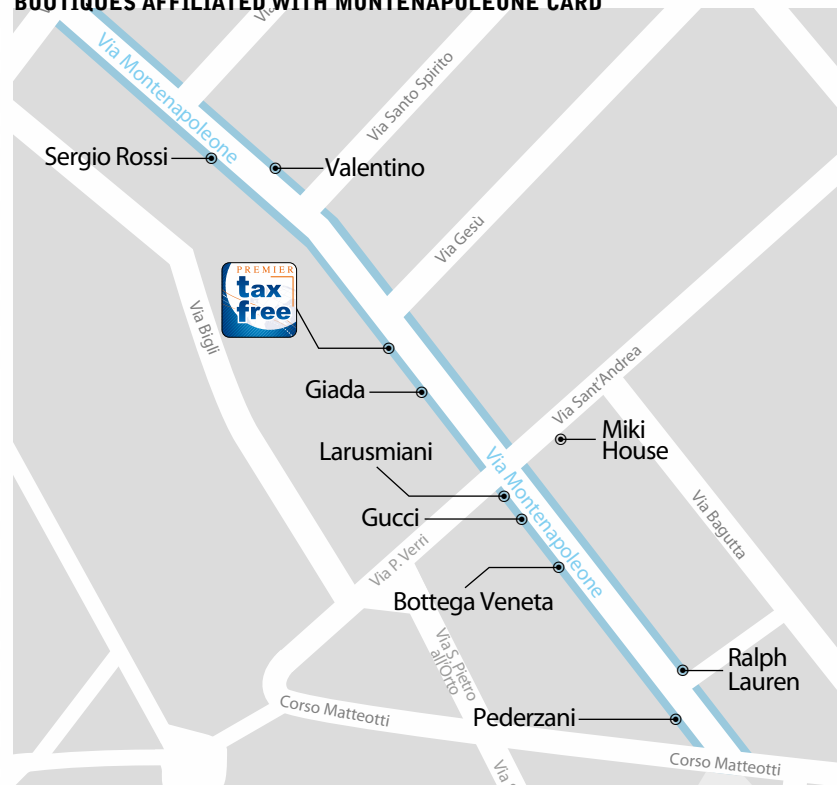 BOUTIQUES AFFILIATED WITH MONTENAPOLEONE CARD
Via Montenapoleone
Via Santo Spirito
Sergio Rossi
Valentino
Via Gesù
PREMIER
tax
free
Via Bigli
Giada
Via Sant'Andrea
Miki
House
Larusmiani
Via Montenapoleone
Gucci
Via Bagutta
Via P. Verri
Bottega Veneta
Via S. Pietro
all'Orto
Ralph
Lauren
Corso Matteotti
Pederzani
Corso Matteotti